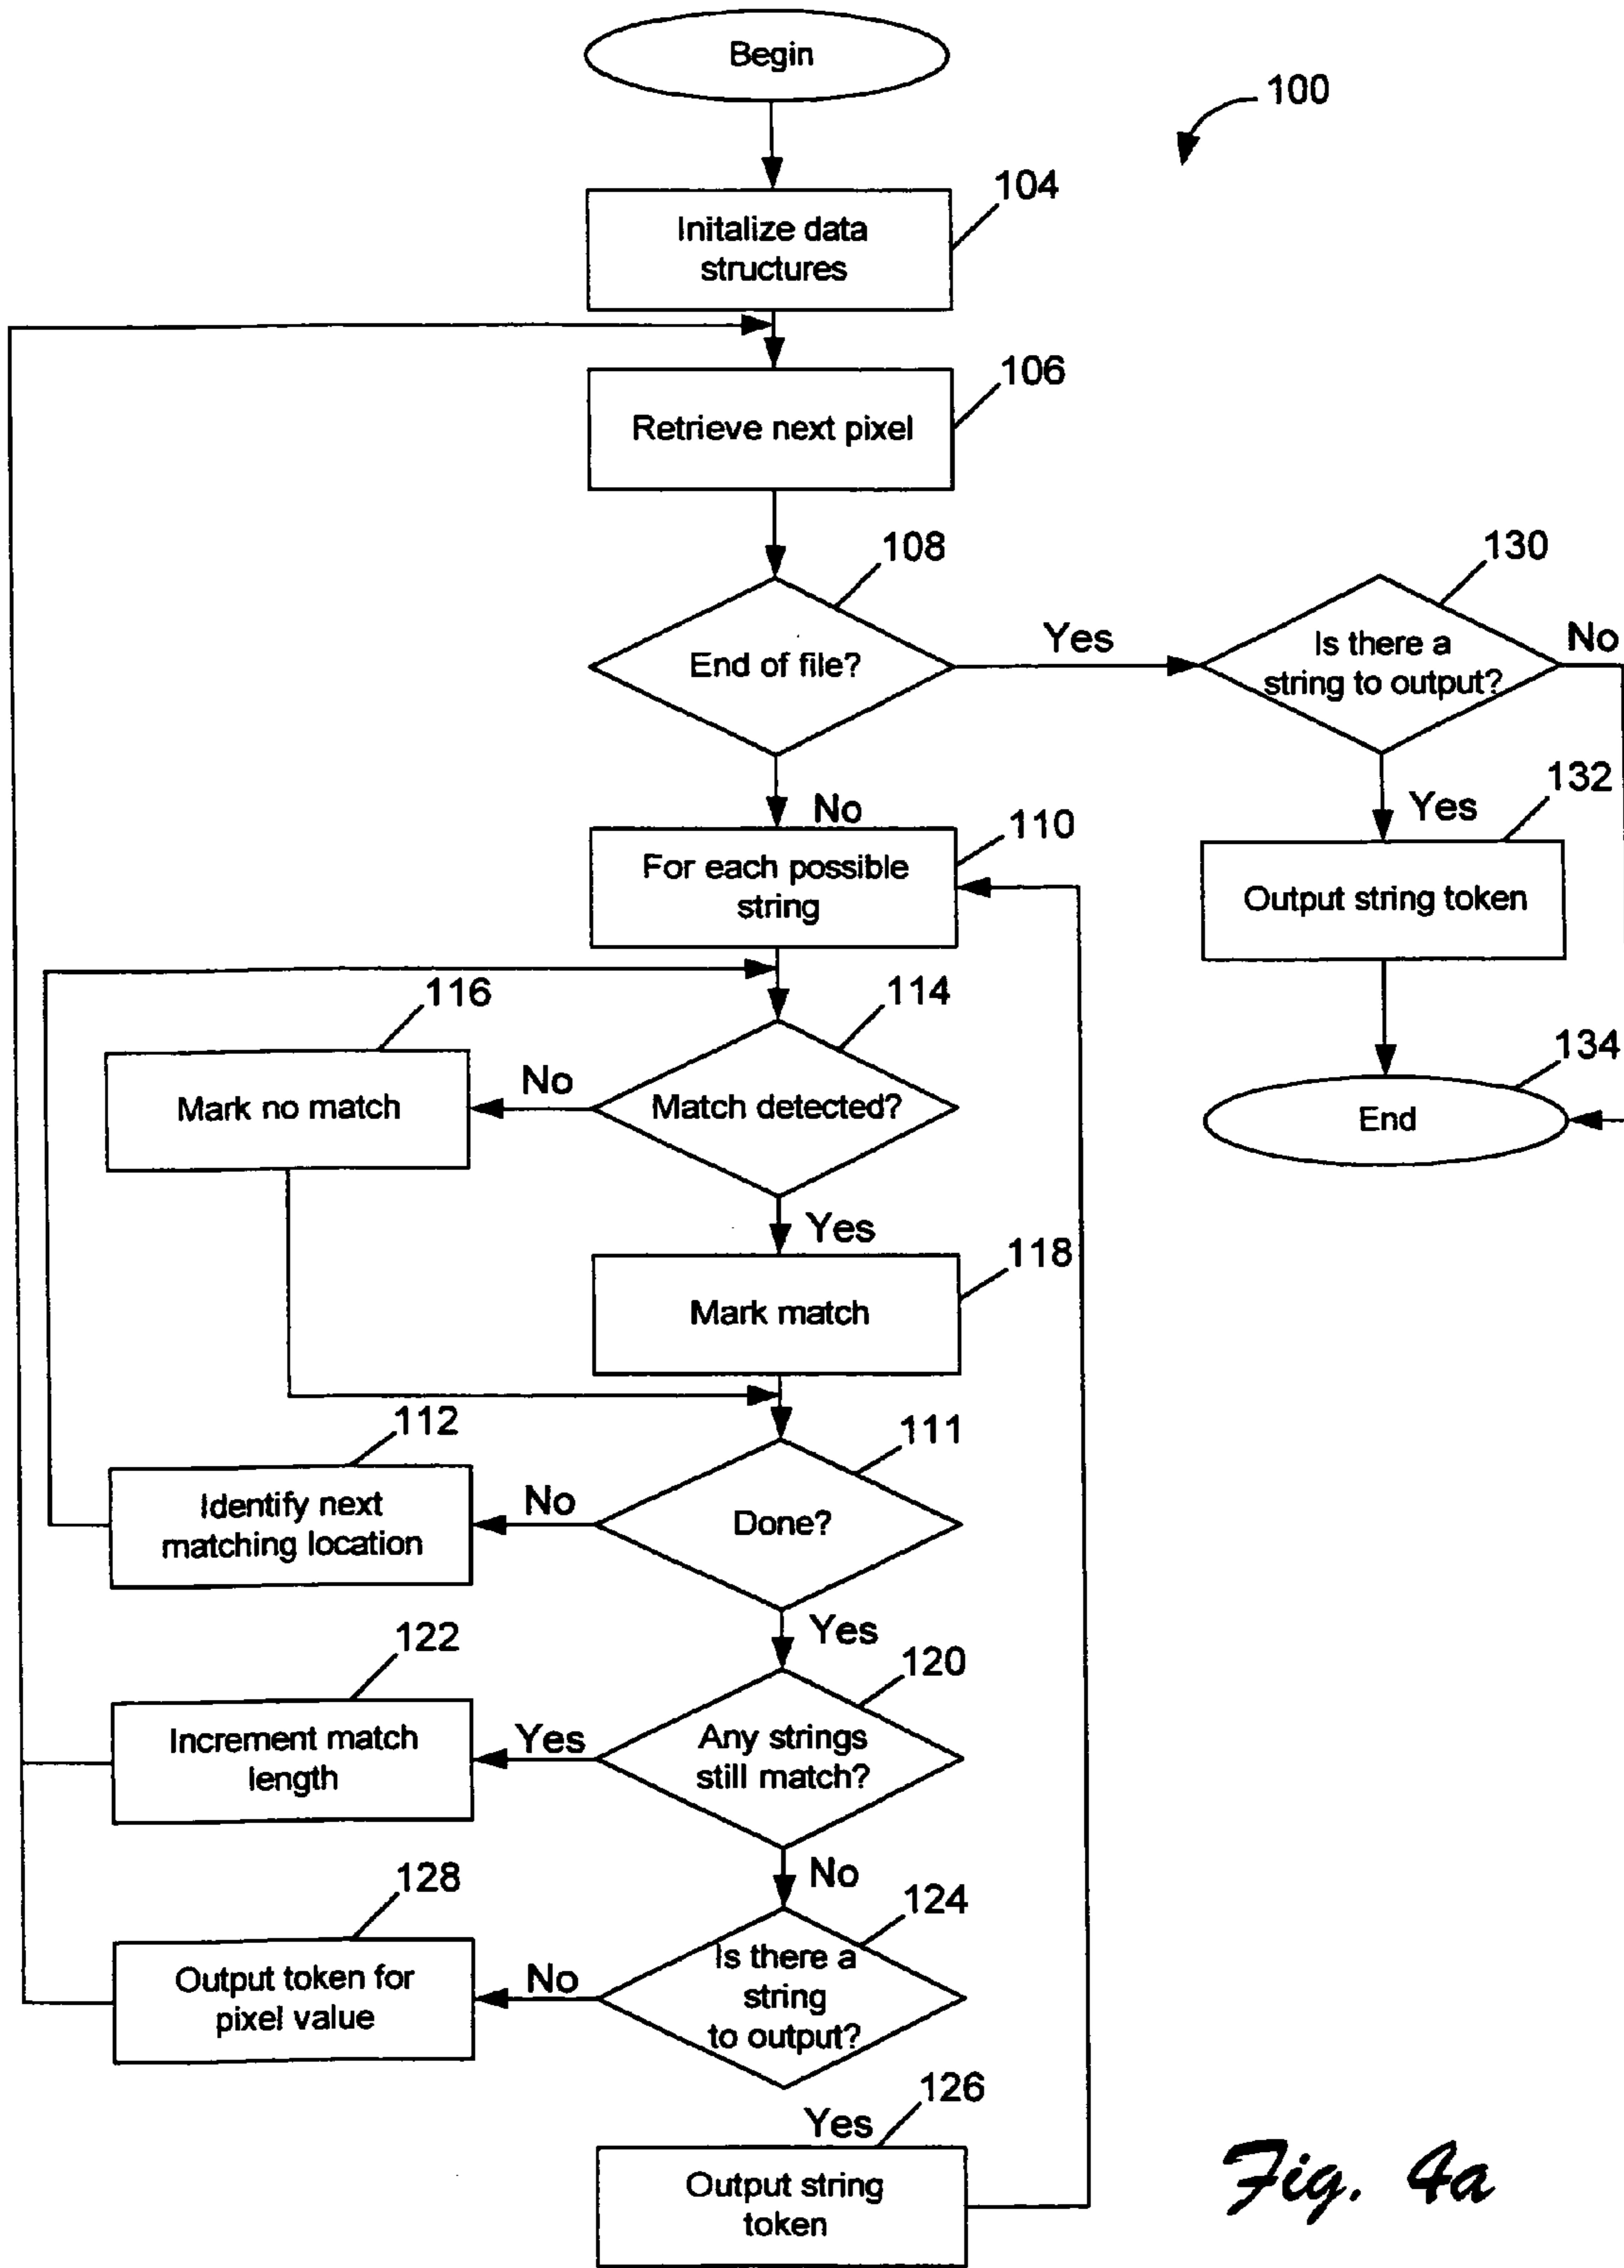 Begin
100
104
Initalize data
structures
106
Retrieve next pixel
108
130
End of file?
Yes
Is there a
string to output?
No
No
Yes
132
110
For each possible
string
Output string token
116
114
134
Mark no match
No
Match detected?
End
Yes
118
Mark match
112
111
Identify next
matching location
No
Done?
Yes
122
120
Increment match
length
Yes
Any strings
still match?
No
128
124
Output token for
pixel value
No
Is there a
string
to output?
Yes
126
Output string
token
Fig. 4a